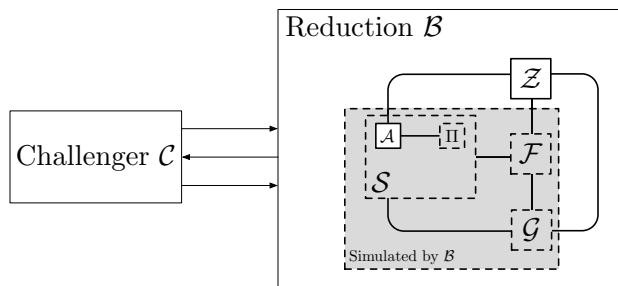 Reduction ℬ
𝒵
𝒜
Π
ℱ
Challenger 𝒞
𝒮
𝒢
Simulated by ℬ